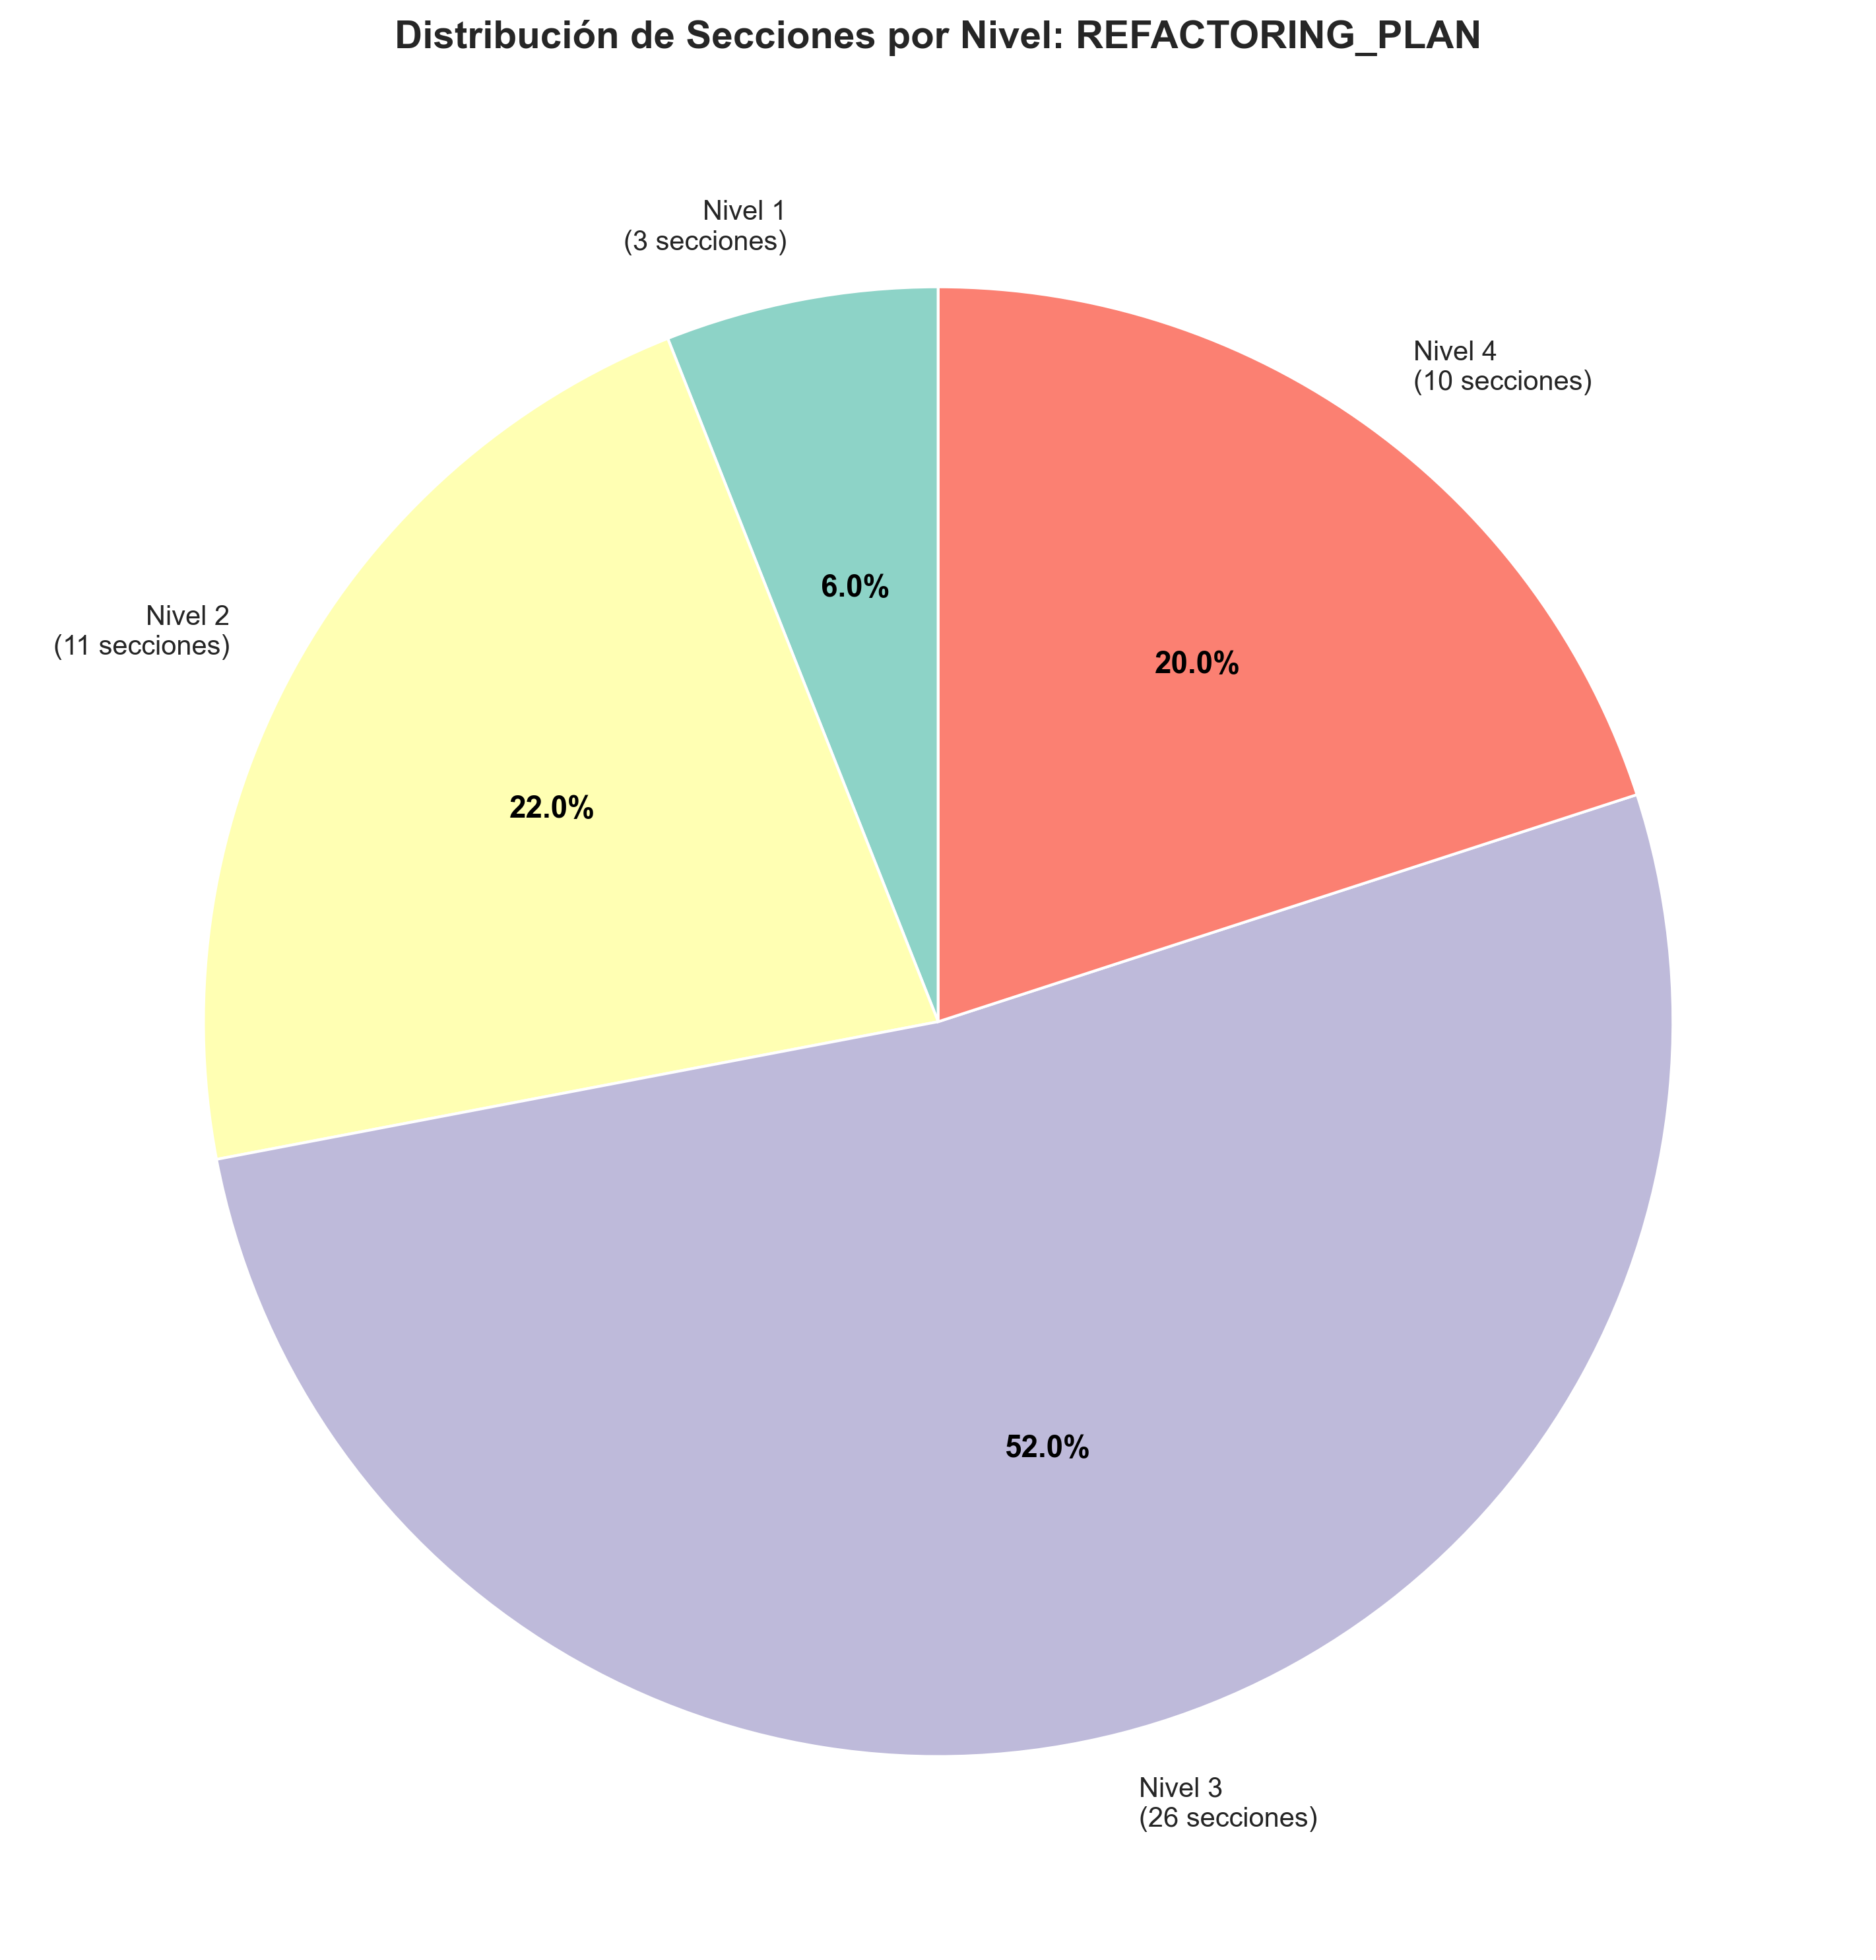 Distribución de Secciones por Nivel: REFACTORING_PLAN
Nivel 1
(3 secciones)
Nivel 4
(10 secciones)
6.0%
Nivel 2
(11 secciones)
20.0%
22.0%
52.0%
Nivel 3
(26 secciones)